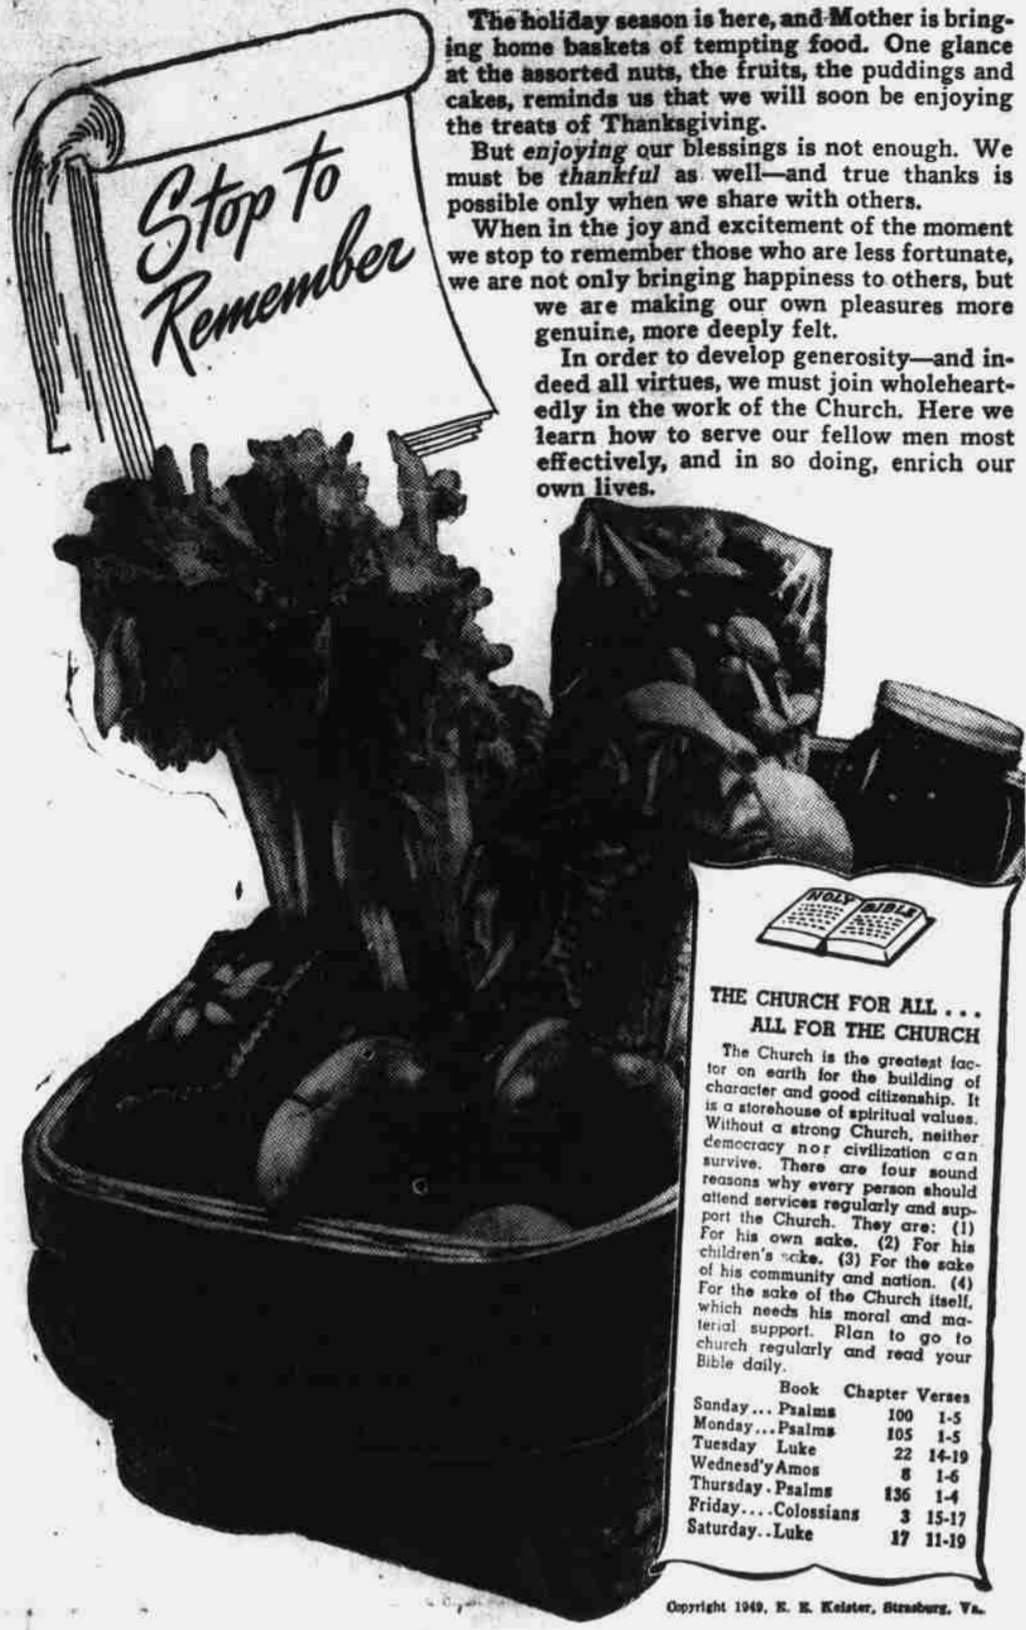 Stop to
Remember
The holiday season is here, and Mother is bring-
ing home baskets of tempting food. One glance
at the assorted nuts, the fruits, the puddings and
cakes, reminds us that we will soon be enjoying
the treats of Thanksgiving.
But enjoying our blessings is not enough. We
must be thankful as well—and true thanks is
possible only when we share with others.
When in the joy and excitement of the moment
we stop to remember those who are less fortunate,
we are not only bringing happiness to others, but
we are making our own pleasures more
genuine, more deeply felt.
In order to develop generosity—and in-
deed all virtues, we must join wholeheart-
edly in the work of the Church. Here we
learn how to serve our fellow men most
effectively, and in so doing, enrich our
own lives.
HOLY BIBLE
THE CHURCH FOR ALL . . .
ALL FOR THE CHURCH
The Church is the greatest fac-
tor on earth for the building of
character and good citizenship. It
is a storehouse of spiritual values.
Without a strong Church, neither
democracy nor civilization can
survive. There are four sound
reasons why every person should
attend services regularly and sup-
port the Church. They are: (1)
For his own sake. (2) For his
children's sake. (3) For the sake
of his community and nation. (4)
For the sake of the Church itself,
which needs his moral and ma-
terial support. Plan to go to
church regularly and read your
Bible daily.
Book Chapter Verses
Sunday... Psalms 100 1-5
Monday...Psalms 105 1-5
Tuesday Luke 22 14-19
Wednesd'y Amos 8 1-6
Thursday . Psalms 136 1-4
Friday....Colossians 3 15-17
Saturday..Luke 17 11-19
Copyright 1949, K. E. Keister, Strasburg, Va.